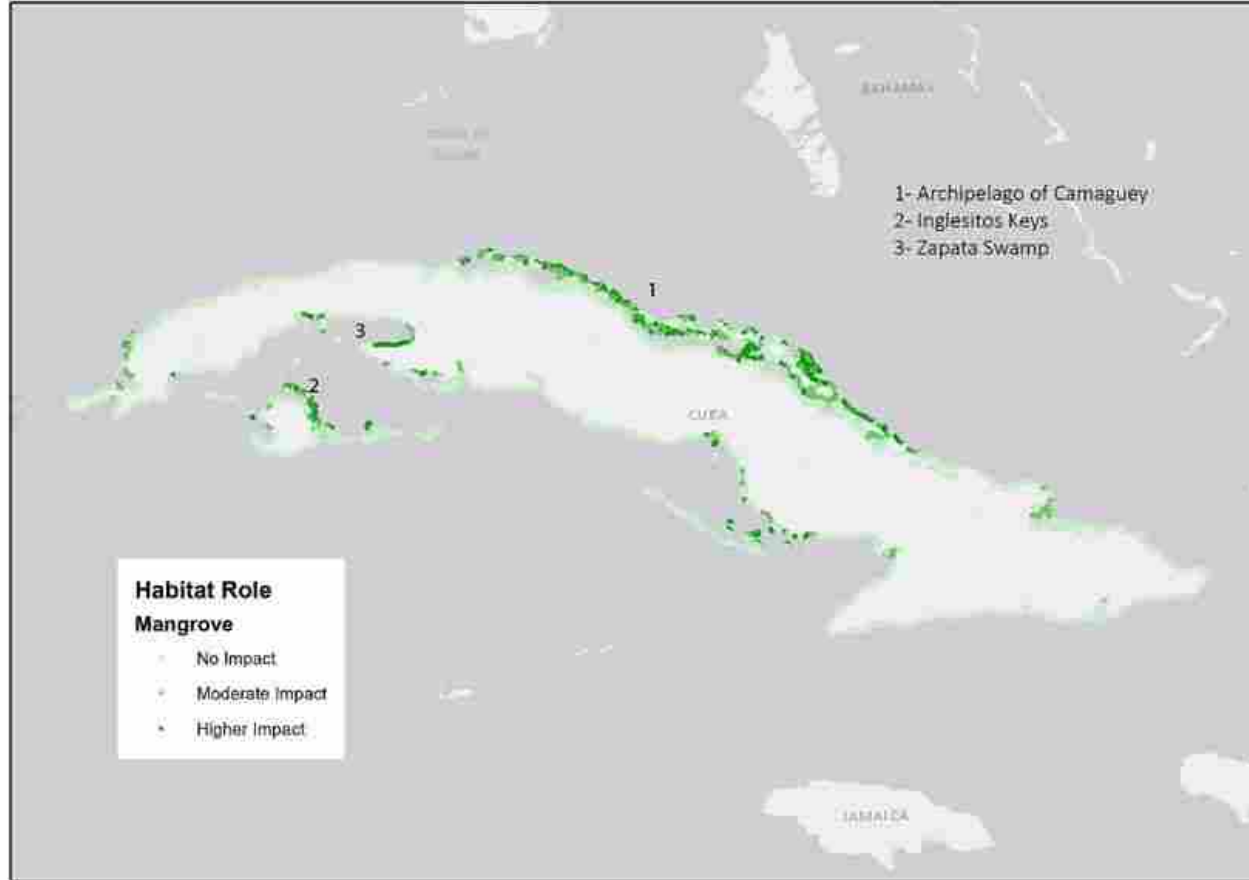 BAHAMAS
1- Archipelago of Camaguey
2- Inglesitos Keys
3- Zapata Swamp
1
3
2
CUBA
Habitat Role
Mangrove
No Impact
Moderate Impact
Higher Impact
JAMAICA